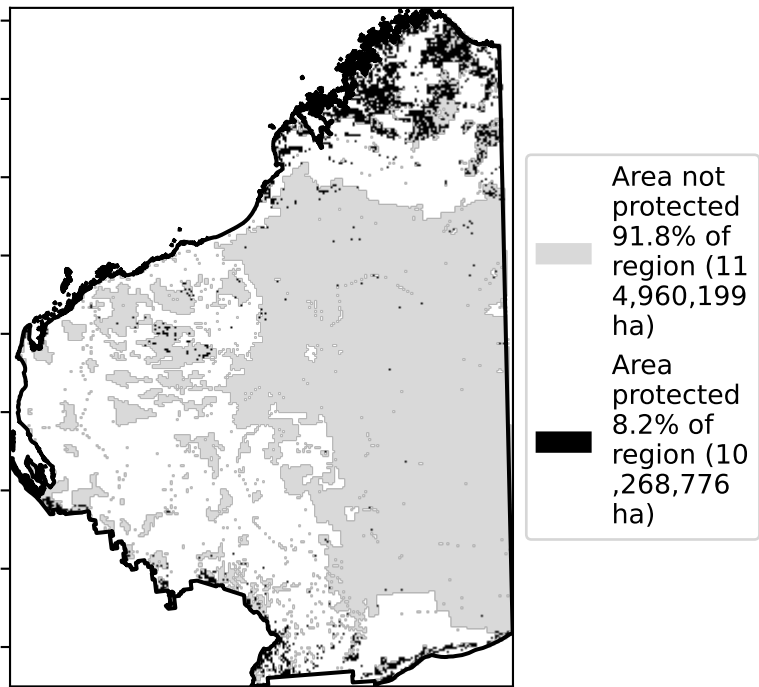 Area not
protected
91.8% of
region (11
4,960,199
ha)
Area
protected
8.2% of
region (10
,268,776
ha)